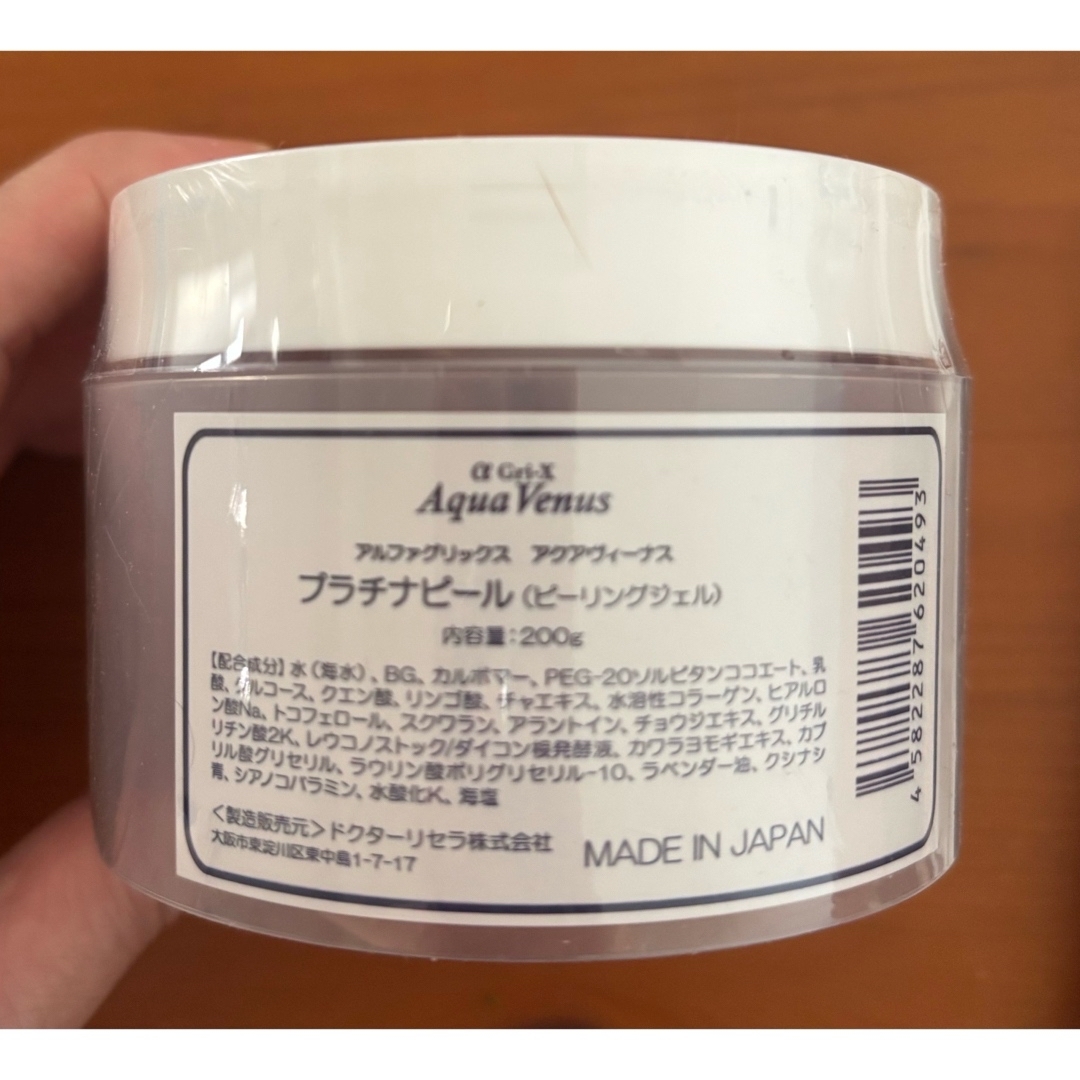 α Gri-X
Aqua Venus
アルファグリックス アクアヴィーナス
プラチナピール（ピーリングジェル）
内容量：200g
【配合成分】水（海水）、BG、カルボマー、PEG-20ソルビタンココエート、乳
酸、グルコース、クエン酸、リンゴ酸、チャエキス、水溶性コラーゲン、ヒアルロ
ン酸Na、トコフェロール、スクワラン、アラントイン、チョウジエキス、グリチル
リチン酸2K、レウコノストック/ダイコン根発酵液、カワラヨモギエキス、カプ
リル酸グリセリル、ラウリン酸ポリグリセリル-10、ラベンダー油、クシナシ
青、シアノコバラミン、水酸化K、海塩
＜製造販売元＞ドクターリセラ株式会社
大阪市東淀川区東中島1-7-17
MADE IN JAPAN
4 582287 620493